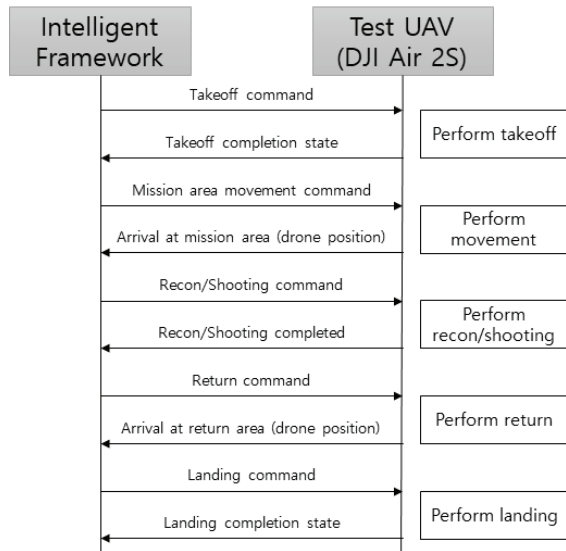 Intelligent
Framework
Test UAV
(DJI Air 2S)
Takeoff command
Perform takeoff
Takeoff completion state
Mission area movement command
Perform
movement
Arrival at mission area (drone position)
Recon/Shooting command
Perform
recon/shooting
Recon/Shooting completed
Return command
Perform return
Arrival at return area (drone position)
Landing command
Perform landing
Landing completion state